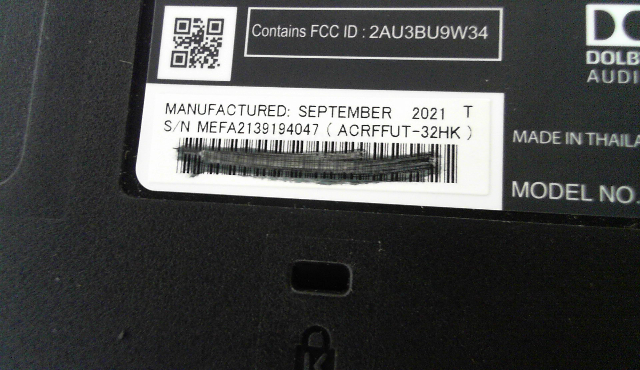 Contains FCC ID : 2AU3BU9W34
DOLB
AUDI
MANUFACTURED: SEPTEMBER 2021 T
S/N MEFA2139194047 ( ACRFFUT-32HK )
MADE IN THAILA
MODEL NO.